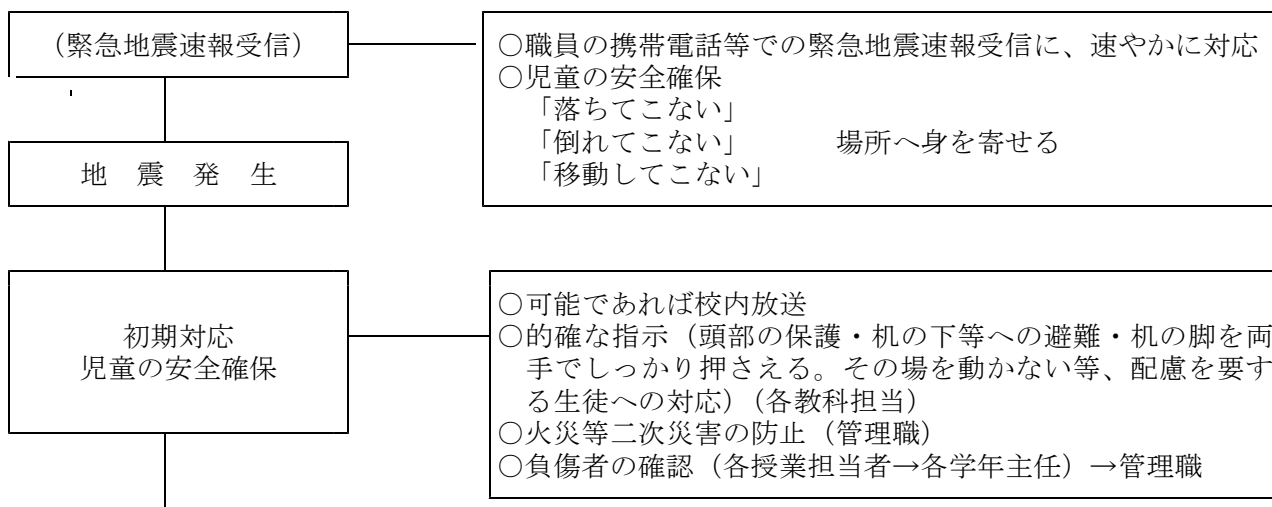 （緊急地震速報受信）
○職員の携帯電話等での緊急地震速報受信に、速やかに対応
○児童の安全確保
「落ちてこない」
「倒れてこない」　　　場所へ身を寄せる
「移動してこない」
地　震　発　生
初期対応
児童の安全確保
○可能であれば校内放送
○的確な指示（頭部の保護・机の下等への避難・机の脚を両
手でしっかり押さえる。その場を動かない等、配慮を要す
る生徒への対応）（各教科担当）
○火災等二次災害の防止（管理職）
○負傷者の確認（各授業担当者→各学年主任）→管理職